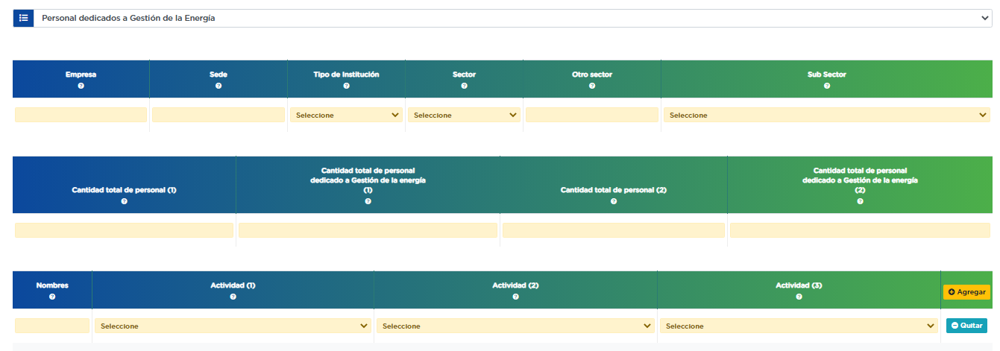 Personal dedicados a Gestión de la Energía
Empresa
Sede
Tipo de Institución
Sector
Otro sector
Sub Sector
Seleccione
Seleccione
Seleccione
Cantidad total de personal (1)
Cantidad total de personal
dedicado a Gestión de la energía
(1)
Cantidad total de personal (2)
Cantidad total de personal
dedicado a Gestión de la energía
(2)
Nombres
Actividad (1)
Actividad (2)
Actividad (3)
Agregar
Seleccione
Seleccione
Seleccione
Quitar